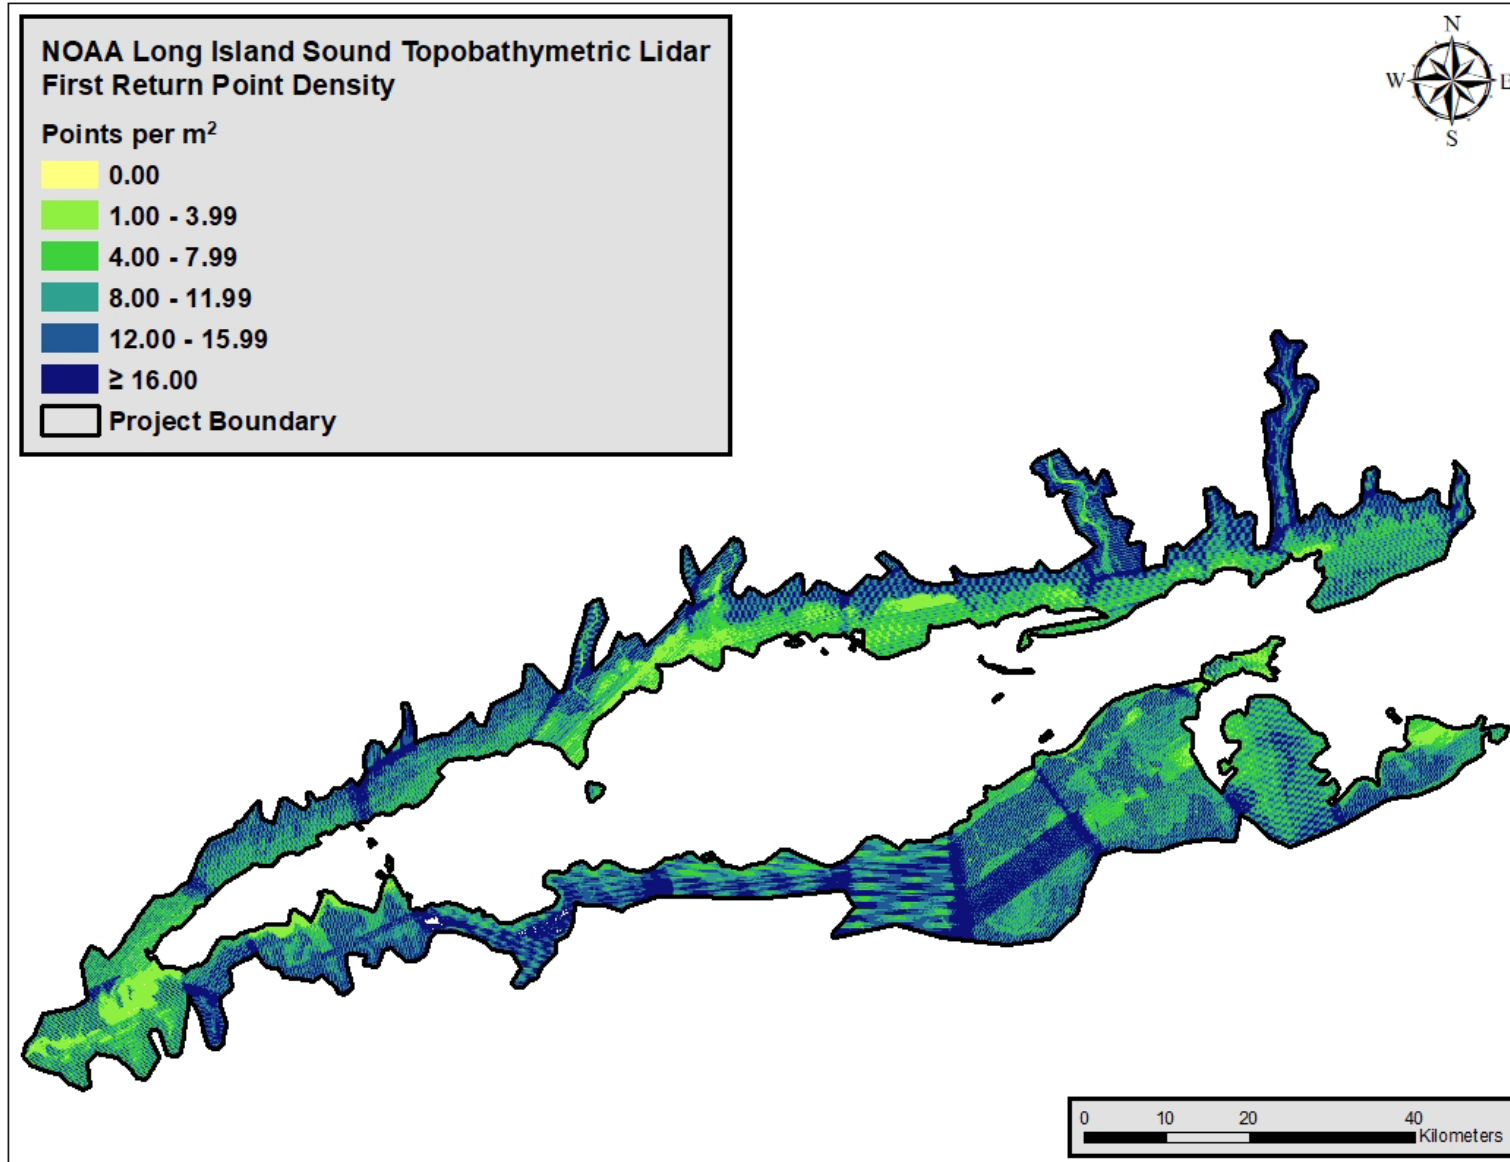 NOAA Long Island Sound Topobathymetric Lidar
First Return Point Density
Points per m²
0.00
1.00 - 3.99
4.00 - 7.99
8.00 - 11.99
12.00 - 15.99
≥ 16.00
Project Boundary
N
W E
S
0 10 20 40
Kilometers